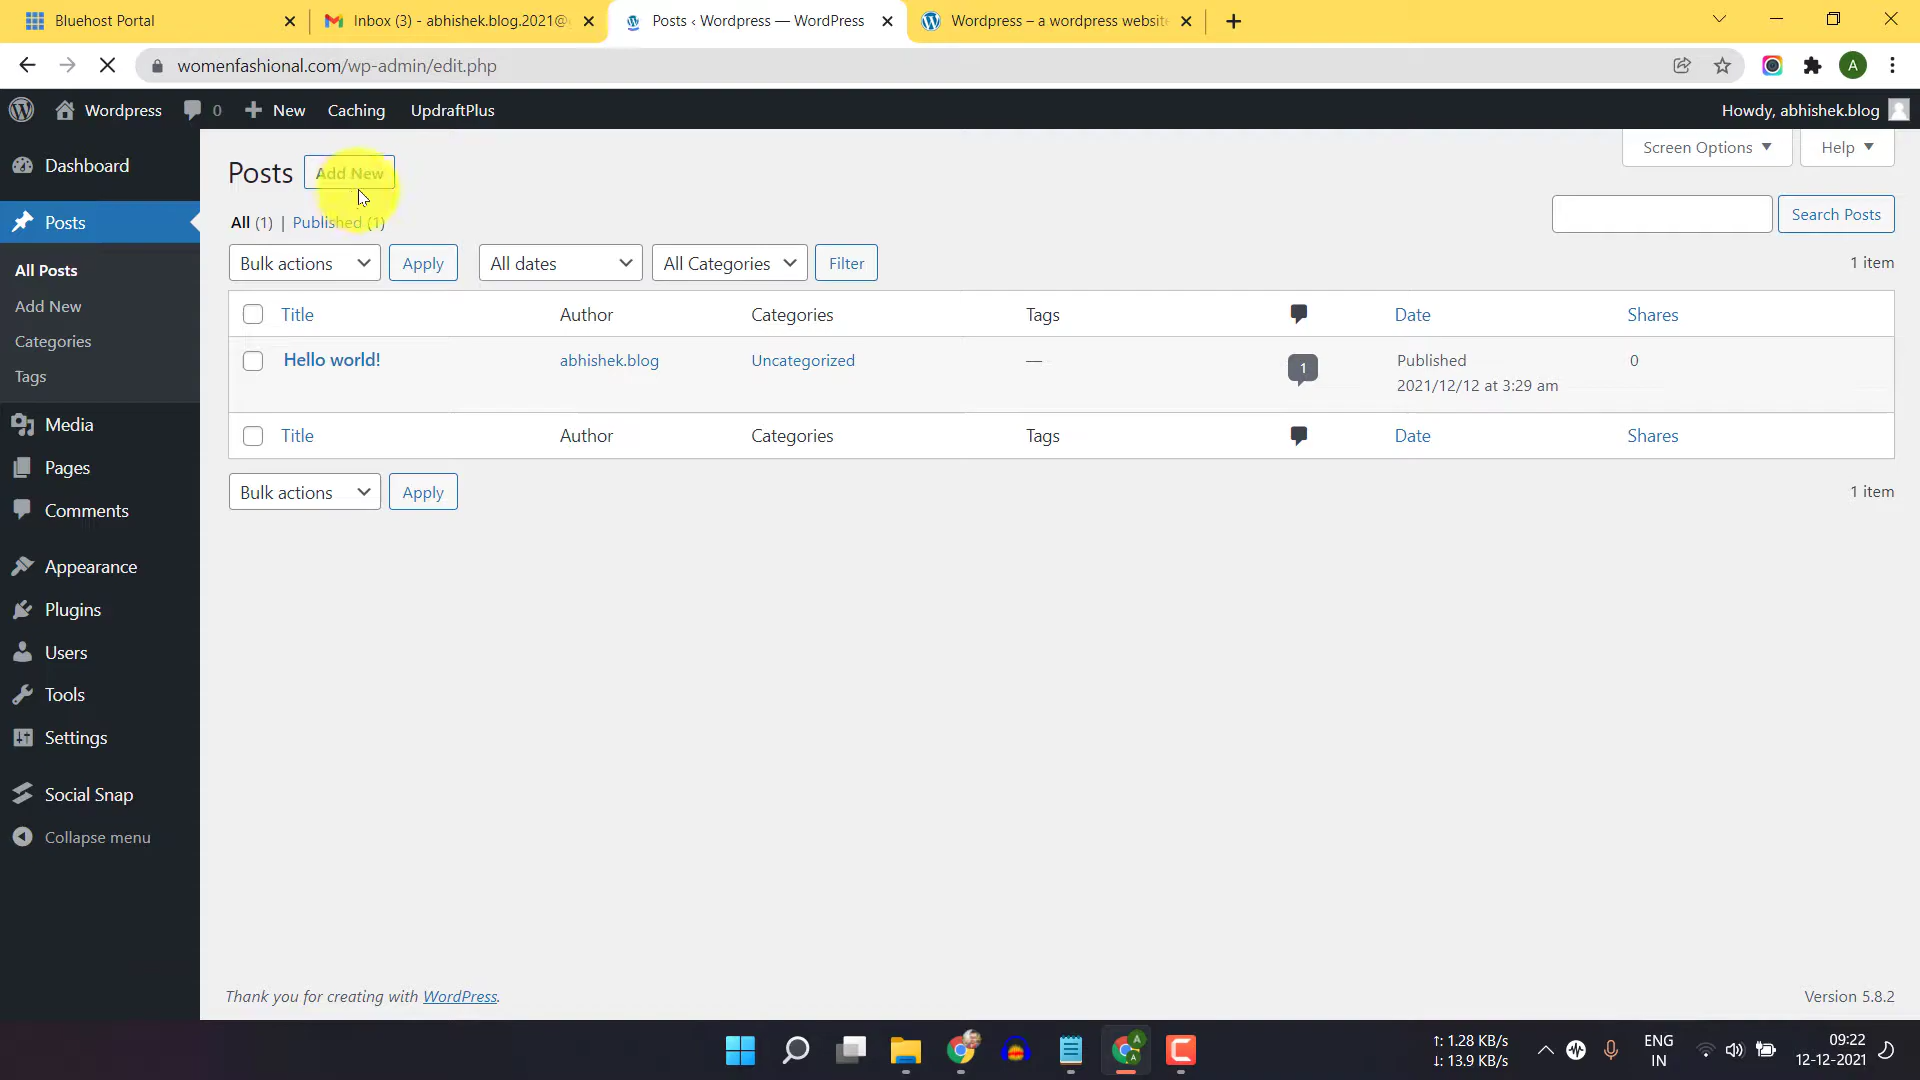 Bluehost Portal
Inbox (3) - abhishek.blog.2021@
Posts ‹ Wordpress — WordPress
Wordpress – a wordpress website
womenfashional.com/wp-admin/edit.php
A
Wordpress
0
New
Caching
UpdraftPlus
Howdy, abhishek.blog
Dashboard
Posts
All Posts
Add New
Categories
Tags
Media
Pages
Comments
Appearance
Plugins
Users
Tools
Settings
Social Snap
Collapse menu
Posts
Add New
Screen Options
Help
All (1) | Published (1)
Search Posts
Bulk actions
Apply
All dates
All Categories
Filter
1 item
Title
Author
Categories
Tags
Date
Shares
Hello world!
abhishek.blog
Uncategorized
—
1
Published
2021/12/12 at 3:29 am
0
Title
Author
Categories
Tags
Date
Shares
Bulk actions
Apply
1 item
Thank you for creating with WordPress.
Version 5.8.2
↑: 1.28 KB/s
↓: 13.9 KB/s
ENG
IN
09:22
12-12-2021